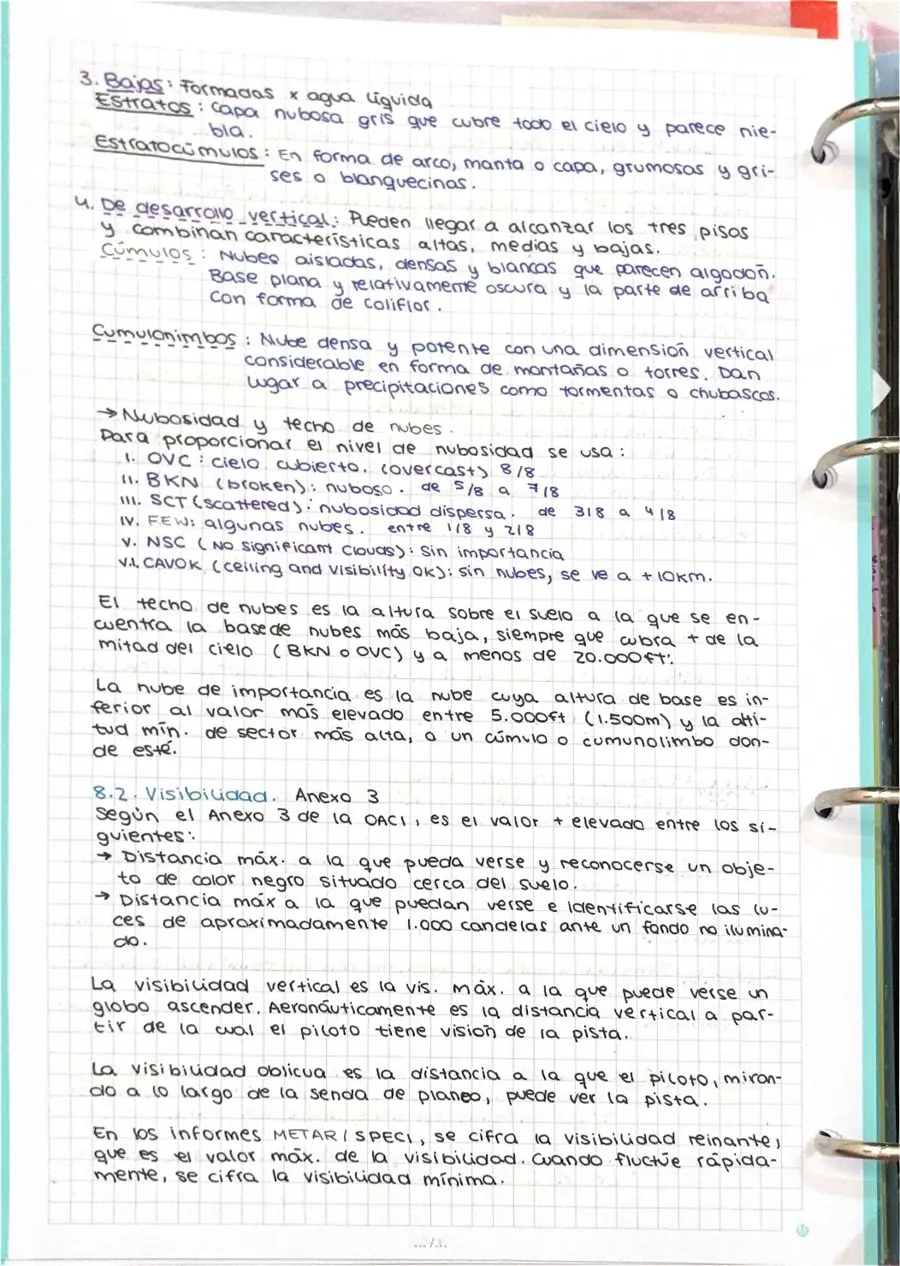 3. Bajas: Formadas x agua líquida
Estratos: capa nubosa gris que cubre todo el cielo y parece nie-
bla.
Estratocúmulos: En forma de arco, manta o capa, grumosas y gri-
ses o blanquecinas.
4. De desarrollo vertical: Pueden llegar a alcanzar los tres pisos
y combinan características altas, medias y bajas.
Cúmulos: Nubes aisladas, densas y blancas que parecen algodón.
Base plana y relativamente oscura y la parte de arriba
con forma de coliflor.
Cumulonimbos: Nube densa y potente con una dimensión vertical
considerable en forma de montañas o torres. Dan
lugar a precipitaciones como tormentas o chubascos.
→ Nubosidad y techo de nubes.
Para proporcionar el nivel de nubosidad se usa:
I. OVC: cielo cubierto. (overcast) 8/8
II. BKN (broken): nuboso. de 5/8 a 7/8
III. SCT (scattered): nubosidad dispersa. de 3/8 a 4/8
IV. FEW: algunas nubes. entre 1/8 y 2/8
V. NSC (No significant clouds): sin importancia
V.I. CAVOK (ceiling and visibility OK): sin nubes, se ve a +10km.
El techo de nubes es la altura sobre el suelo a la que se en-
cuentra la base de nubes más baja, siempre que cubra + de la
mitad del cielo (BKN o OVC) y a menos de 20.000ft.
La nube de importancia es la nube cuya altura de base es in-
ferior al valor más elevado entre 5.000ft (1.500m) y la alti-
tud mín. de sector más alta, o un cúmulo o cumunolimbo don-
de esté.
8.2. Visibilidad. Anexo 3
Según el Anexo 3 de la OACI, es el valor + elevado entre los si-
guientes:
→ Distancia máx. a la que pueda verse y reconocerse un obje-
to de color negro situado cerca del suelo.
→ Distancia máx a la que puedan verse e identificarse las lu-
ces de aproximadamente 1.000 candelas ante un fondo no ilumina-
do.
La visibilidad vertical es la vis. máx. a la que puede verse un
globo ascender. Aeronáuticamente es la distancia vertical a par-
tir de la cual el piloto tiene visión de la pista.
La visibilidad oblicua es la distancia a la que el piloto, miran-
do a lo largo de la senda de planeo, puede ver la pista.
En los informes METAR/SPECI, se cifra la visibilidad reinante,
que es el valor máx. de la visibilidad. Cuando fluctúe rápida-
mente, se cifra la visibilidad mínima.